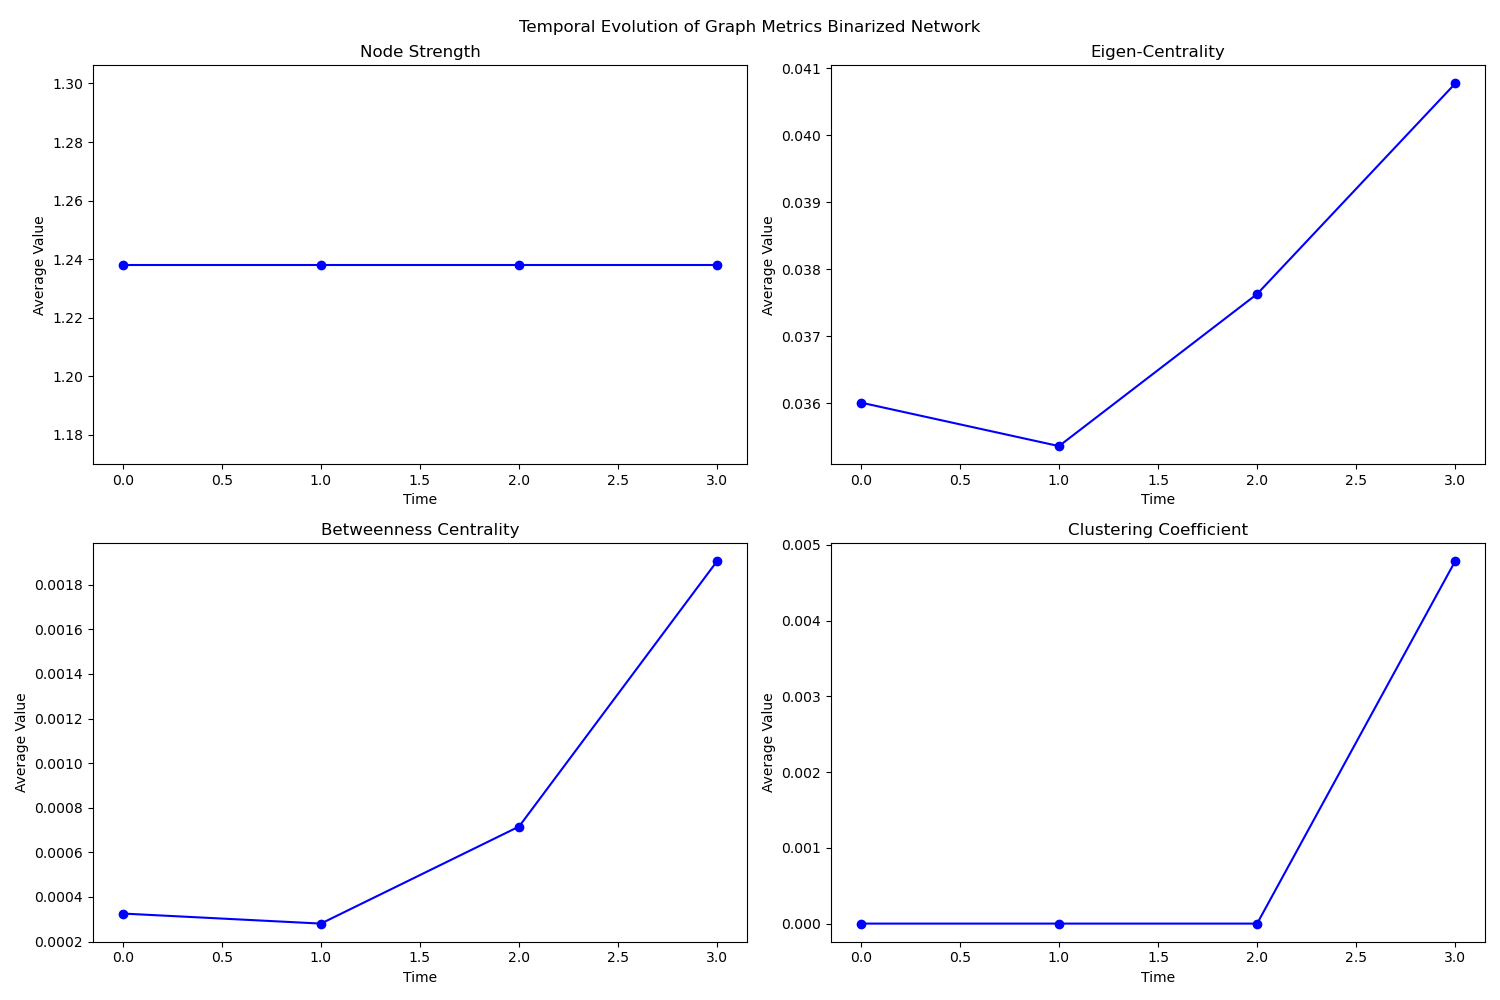 Temporal Evolution of Graph Metrics Binarized Network
Node Strength
1.30
1.28
1.26
1.24
1.22
1.20
1.18
Average Value
0.0 0.5 1.0 1.5 2.0 2.5 3.0
Time
Eigen-Centrality
0.041
0.040
0.039
0.038
0.037
0.036
Average Value
0.0 0.5 1.0 1.5 2.0 2.5 3.0
Time
Betweenness Centrality
0.0018
0.0016
0.0014
0.0012
0.0010
0.0008
0.0006
0.0004
0.0002
Average Value
0.0 0.5 1.0 1.5 2.0 2.5 3.0
Time
Clustering Coefficient
0.005
0.004
0.003
0.002
0.001
0.000
Average Value
0.0 0.5 1.0 1.5 2.0 2.5 3.0
Time